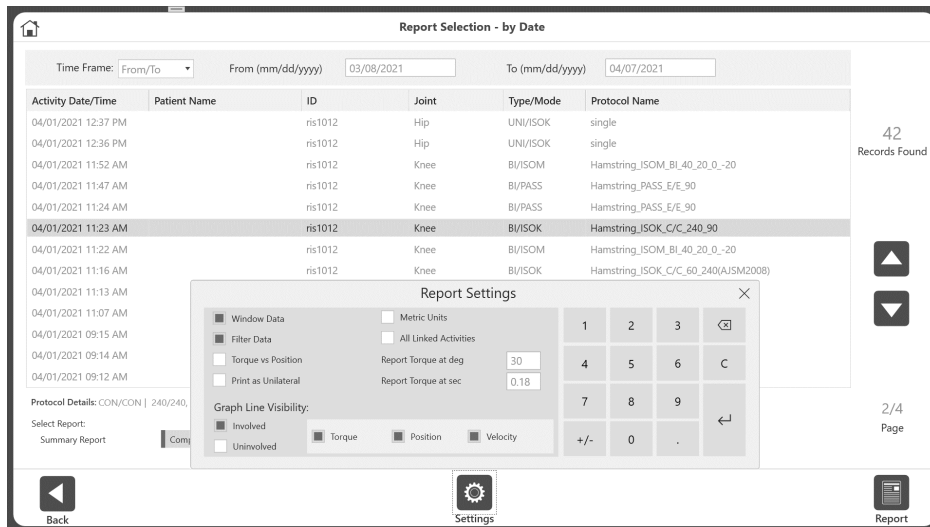 Report Selection - by Date
Time Frame: From/To From (mm/dd/yyyy) 03/08/2021 To (mm/dd/yyyy) 04/07/2021
Activity Date/Time Patient Name ID Joint Type/Mode Protocol Name
04/01/2021 12:37 PM ris1012 Hip UNI/ISOK single
04/01/2021 12:36 PM ris1012 Hip UNI/ISOK single
04/01/2021 11:52 AM ris1012 Knee BI/ISOM Hamstring_ISOM_BI_40_20_0_-20
04/01/2021 11:47 AM ris1012 Knee BI/PASS Hamstring_PASS_E/E_90
04/01/2021 11:24 AM ris1012 Knee BI/PASS Hamstring_PASS_E/E_90
04/01/2021 11:23 AM ris1012 Knee BI/ISOK Hamstring_ISOK_C/C_240_90
04/01/2021 11:22 AM ris1012 Knee BI/ISOM Hamstring_ISOM_BI_40_20_0_-20
04/01/2021 11:16 AM ris1012 Knee BI/ISOK Hamstring_ISOK_C/C_60_240(AJSM2008)
04/01/2021 11:13 AM
04/01/2021 11:07 AM
04/01/2021 09:15 AM
04/01/2021 09:14 AM
04/01/2021 09:12 AM
42
Records Found
Protocol Details: CON/CON | 240/240,
Select Report:
Summary Report
2/4
Page
Report Settings
Window Data Metric Units
Filter Data All Linked Activities
Torque vs Position Report Torque at deg 30
Print as Unilateral Report Torque at sec 0.18
Graph Line Visibility:
Involved
Uninvolved
Torque Position Velocity
1 2 3
4 5 6 C
7 8 9
+/- 0 .
Back Settings Report